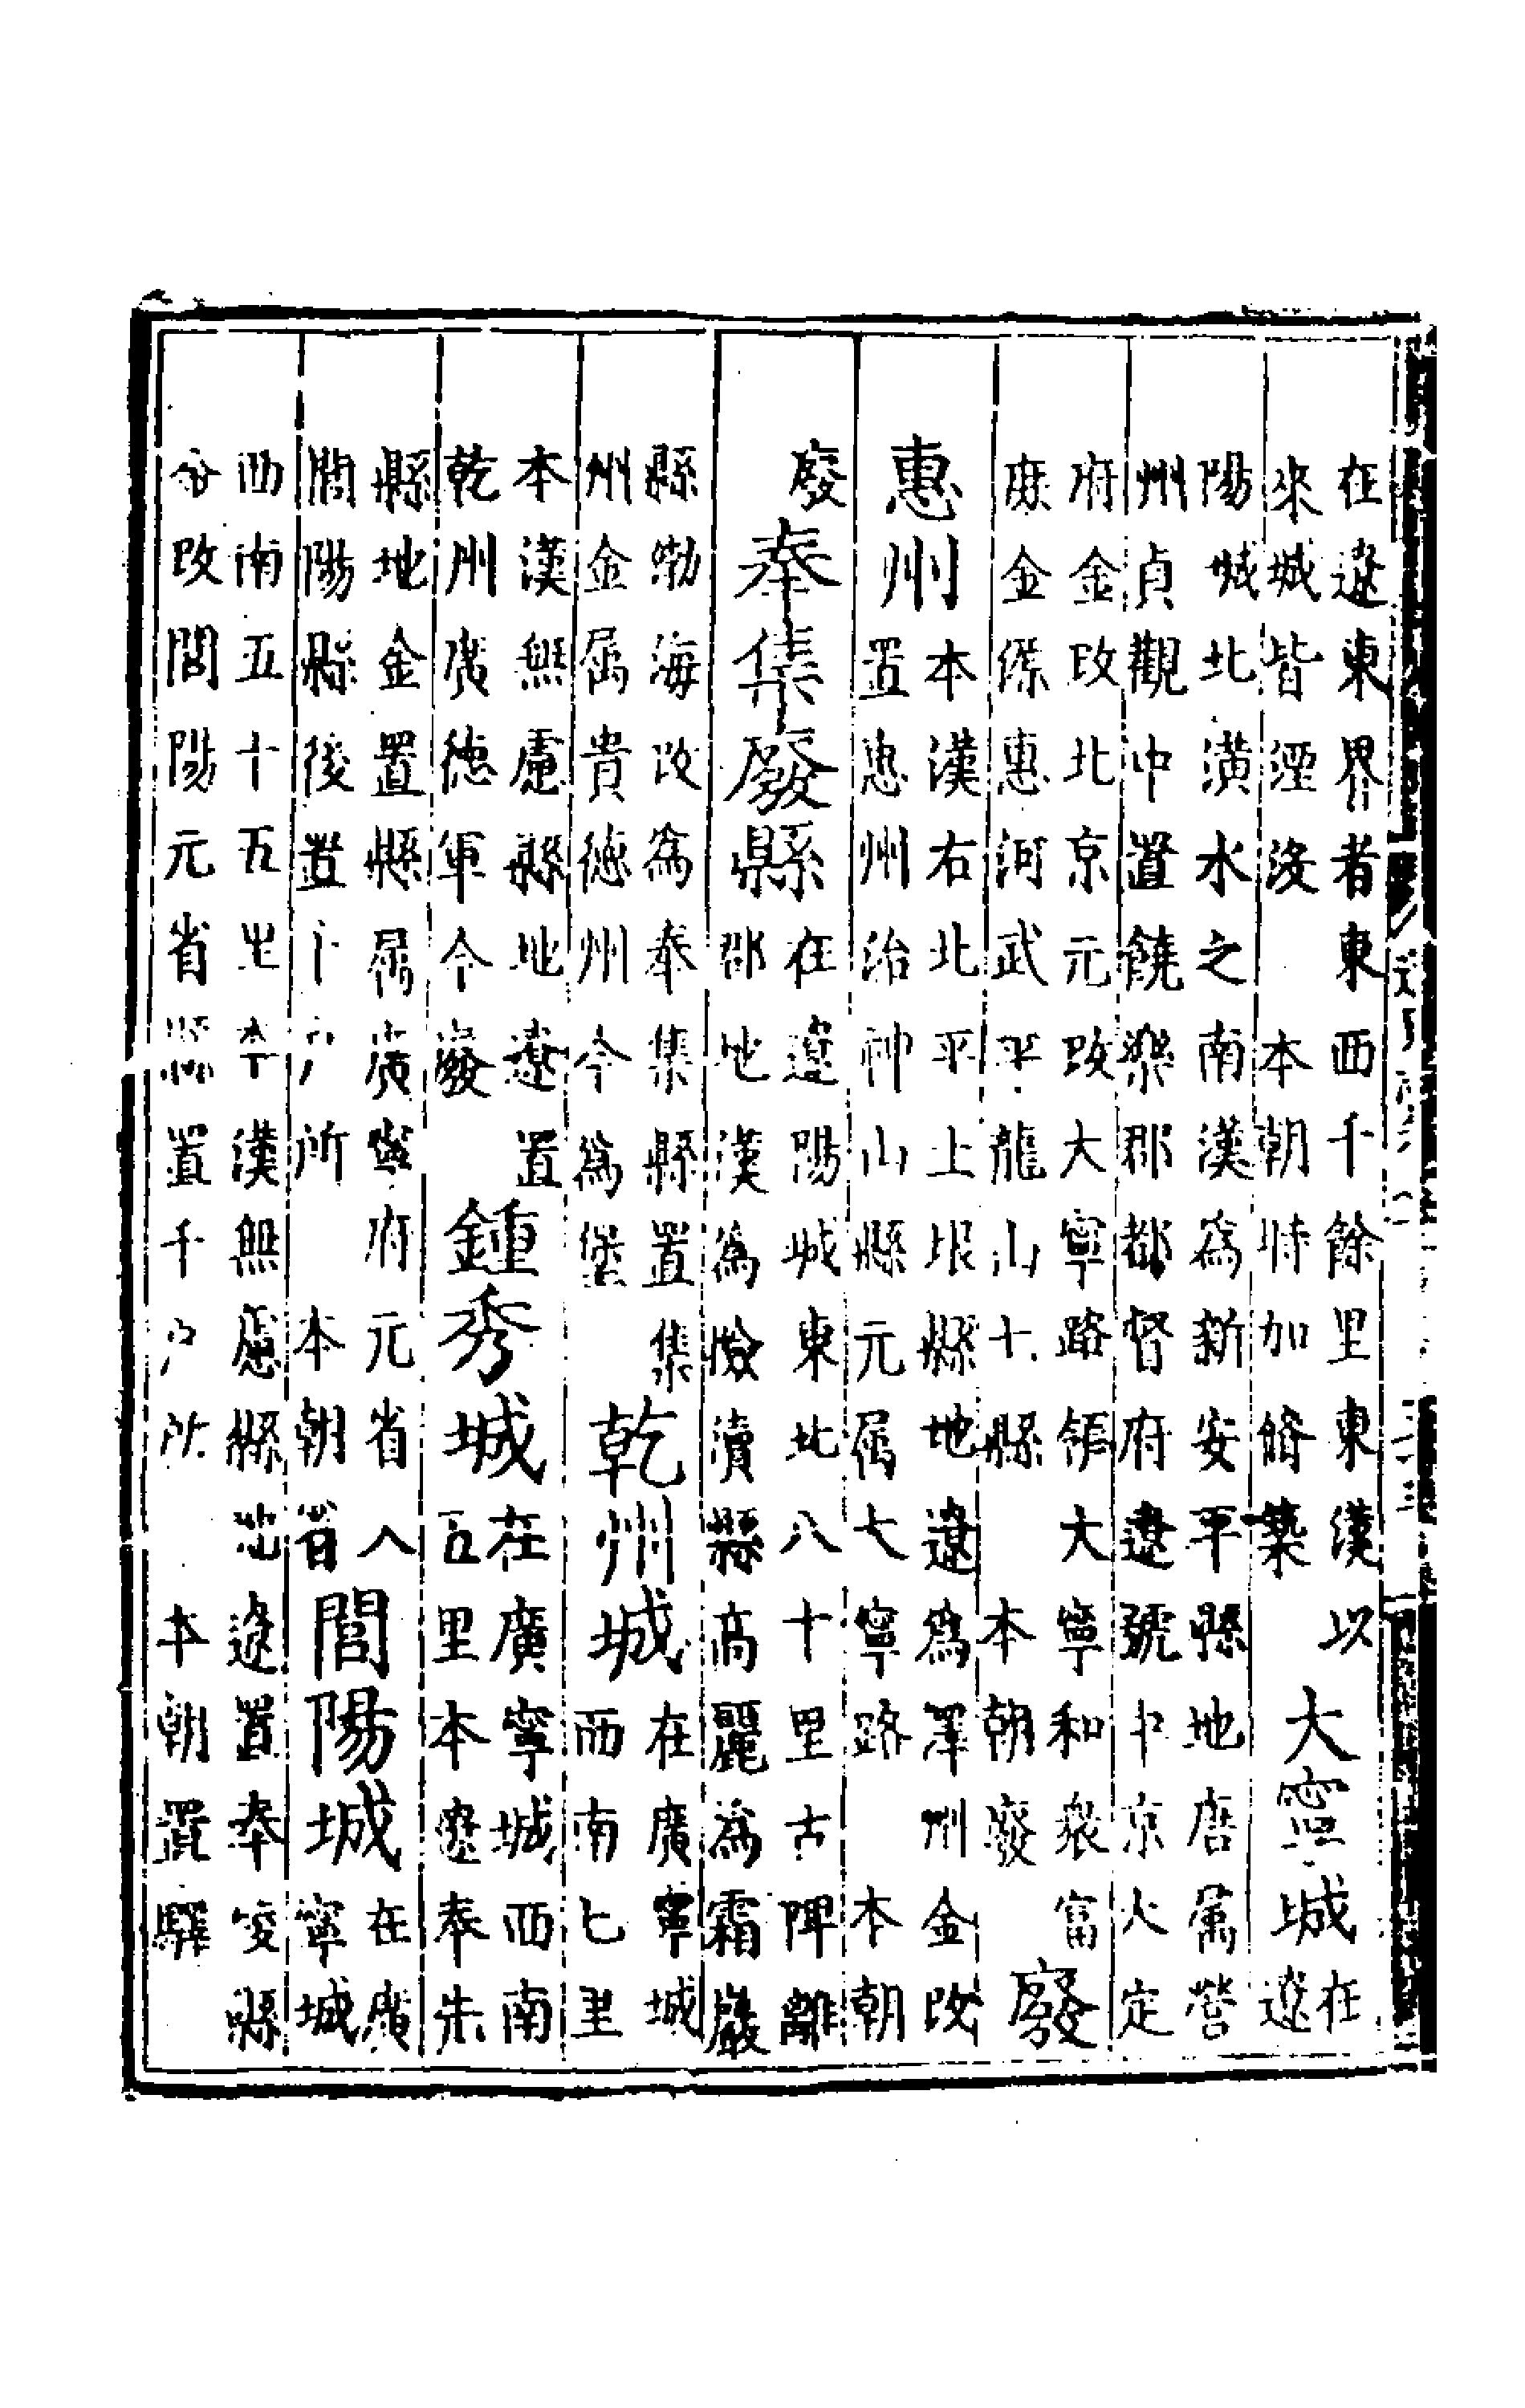 在遼東界者東西千餘里東漢以
來城皆湮沒 本朝時加脩築
大寧城
在
遼
陽城北潢水之南漢為新安平縣地唐屬營
州貞觀中置饒樂郡都督府遼號中京大定
府金改北京元改大寧路領大寧和衆富
庶金源惠河武平龍山七縣 本朝廢
廢
惠州
本漢右北平土垠縣地遼為澤州金改
置惠州治神山縣元属大寧路 本朝
廢
奉集廢縣
在遼陽城東北八十里古陴離
郡地漢為險瀆縣高麗為霜巖
縣渤海改為奉集縣置集
州金属貴德州今為堡
乾州城
在廣寧城
西南七里
本漢無慮縣地遼置
乾州廣德軍今廢
鍾秀城
在廣寧城西南
五里本遼奉先
縣地金置縣屬廣寧府元省入
閭陽縣後置千戶所 本朝省
閭陽城
在廣
寧城
西南五十五里本漢無慮縣地遼置奉陵縣
金改閭陽元省縣置千戶所 本朝置驛